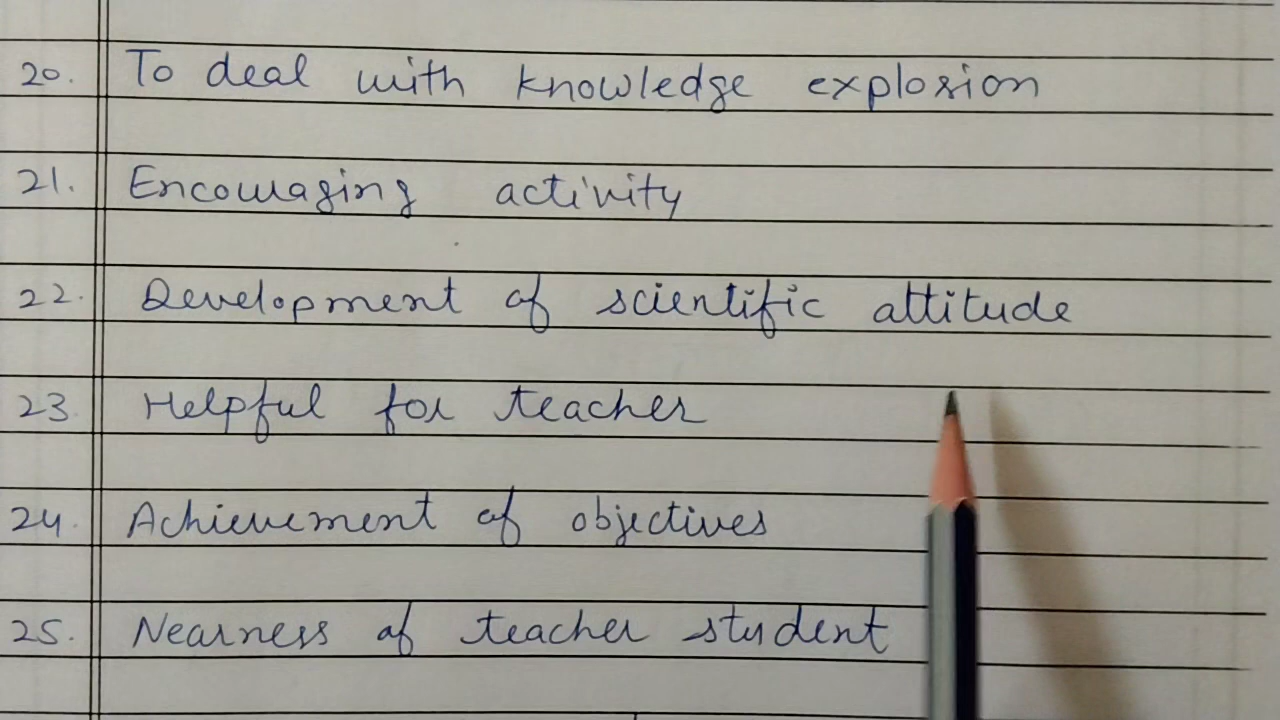 20. To deal with knowledge explosion
21. Encouraging activity
22. Development of scientific attitude
23. Helpful for teacher
24. Achievement of objectives
25. Nearness of teacher student